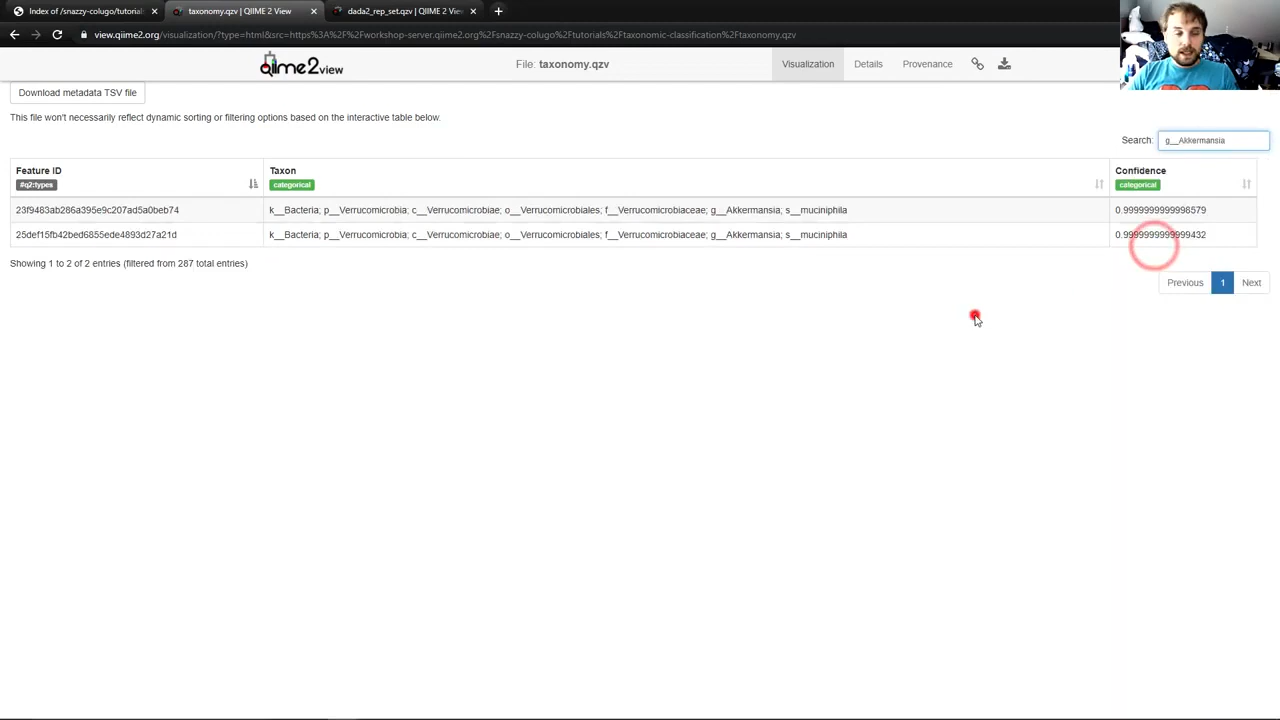 Index of /snazzy-colugo/tutorials
taxonomy.qzv | QIIME 2 View
dada2_rep_set.qzv | QIIME 2 View
view.qiime2.org/visualization/?type=html&src=https%3A%2F%2Fworkshop-server.qiime2.org%2Fsnazzy-colugo%2Ftutorials%2Ftaxonomic-classification%2Ftaxonomy.qzv
qiime2view
File: taxonomy.qzv
Visualization Details Provenance
Download metadata TSV file
This file won't necessarily reflect dynamic sorting or filtering options based on the interactive table below.
Search: g__Akkermansia
Feature ID Taxon Confidence
#q2:types categorical categorical
23f9483ab286a395e9c207ad5a0beb74 k__Bacteria; p__Verrucomicrobia; c__Verrucomicrobiae; o__Verrucomicrobiales; f__Verrucomicrobiaceae; g__Akkermansia; s__muciniphila 0.9999999999998579
25def15fb42bed6855ede4893d27a21d k__Bacteria; p__Verrucomicrobia; c__Verrucomicrobiae; o__Verrucomicrobiales; f__Verrucomicrobiaceae; g__Akkermansia; s__muciniphila 0.9999999999999432
Showing 1 to 2 of 2 entries (filtered from 287 total entries)
Previous 1 Next